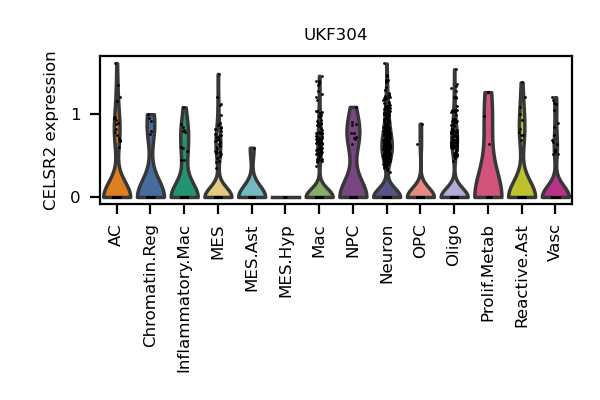 UKF304
CELSR2 expression
1
0
AC
Chromatin.Reg
Inflammatory.Mac
MES
MES.Ast
MES.Hyp
Mac
NPC
Neuron
OPC
Oligo
Prolif.Metab
Reactive.Ast
Vasc